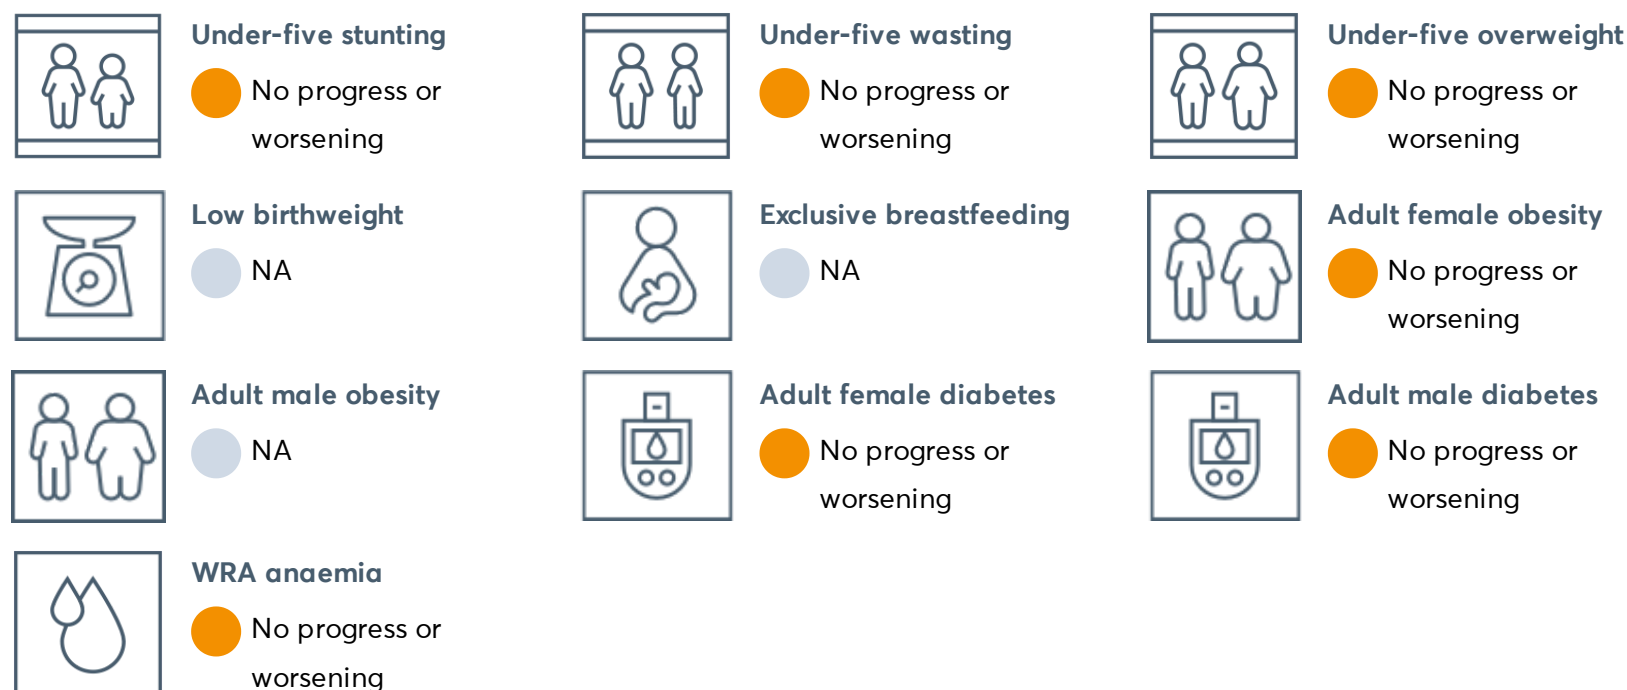 Under-five stunting
No progress or
worsening
Under-five wasting
No progress or
worsening
Under-five overweight
No progress or
worsening
Low birthweight
NA
Exclusive breastfeeding
NA
Adult female obesity
No progress or
worsening
Adult male obesity
NA
Adult female diabetes
No progress or
worsening
Adult male diabetes
No progress or
worsening
WRA anaemia
No progress or
worsening